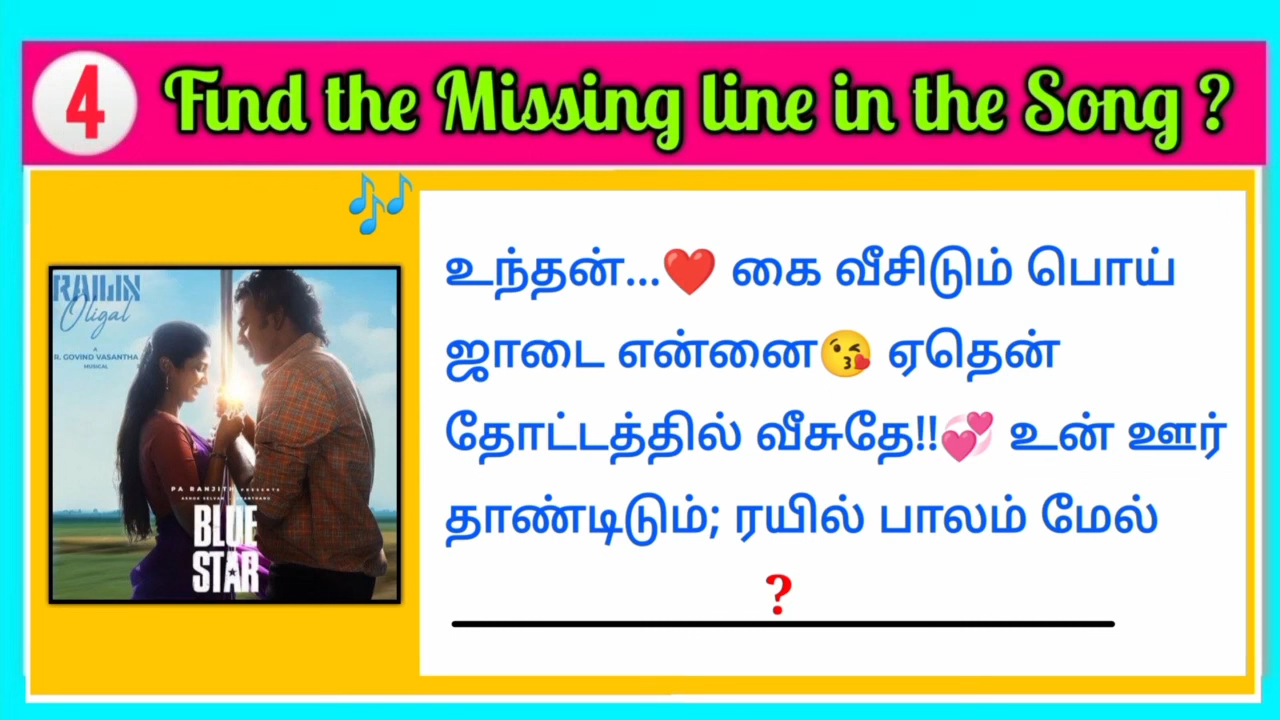 4 Find the Missing line in the Song ?
RAILIN
Oligal
A
R. GOVIND VASANTHA
MUSICAL
PA RANJITH PRESENTS
BLUE
STAR
உந்தன்...❤️ கை வீசிடும் பொய்
ஜாடை என்னை😘 ஏதென்
தோட்டத்தில் வீசுதே!!💞 உன் ஊர்
தாண்டிடும்; ரயில் பாலம் மேல்
?